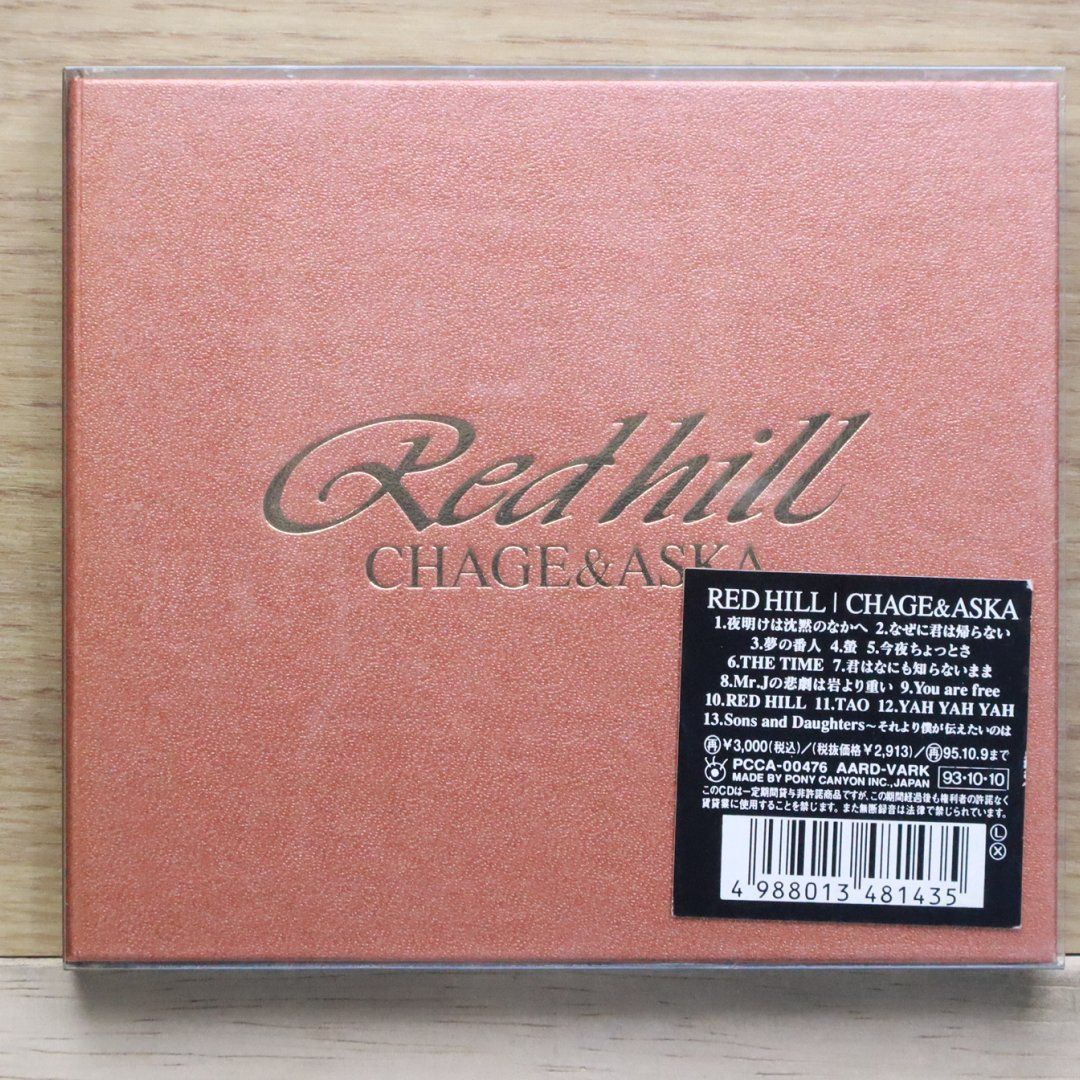 Red hill
CHAGE&ASKA
RED HILL | CHAGE&ASKA
1.夜明けは沈黙のなかへ 2.なぜに君は帰らない
3.夢の番人 4.螢 5.今夜ちょっとさ
6.THE TIME 7.君はなにも知らないまま
8.Mr.Jの悲劇は岩より重い 9.You are free
10.RED HILL 11.TAO 12.YAH YAH YAH
13.Sons and Daughters〜それより僕が伝えたいのは
再¥3,000(税込)/(税抜価格¥2,913)/再95.10.9まで
PCCA-00476 AARD-VARK
MADE BY PONY CANYON INC.,JAPAN 93・10・10
このCDは一定期間貸与非許諾商品ですが、この期間経過後も権利者の許諾なく
賃貸業に使用することを禁じます。また無断録音は法律で禁じられています。
L
X
4 988013 481435